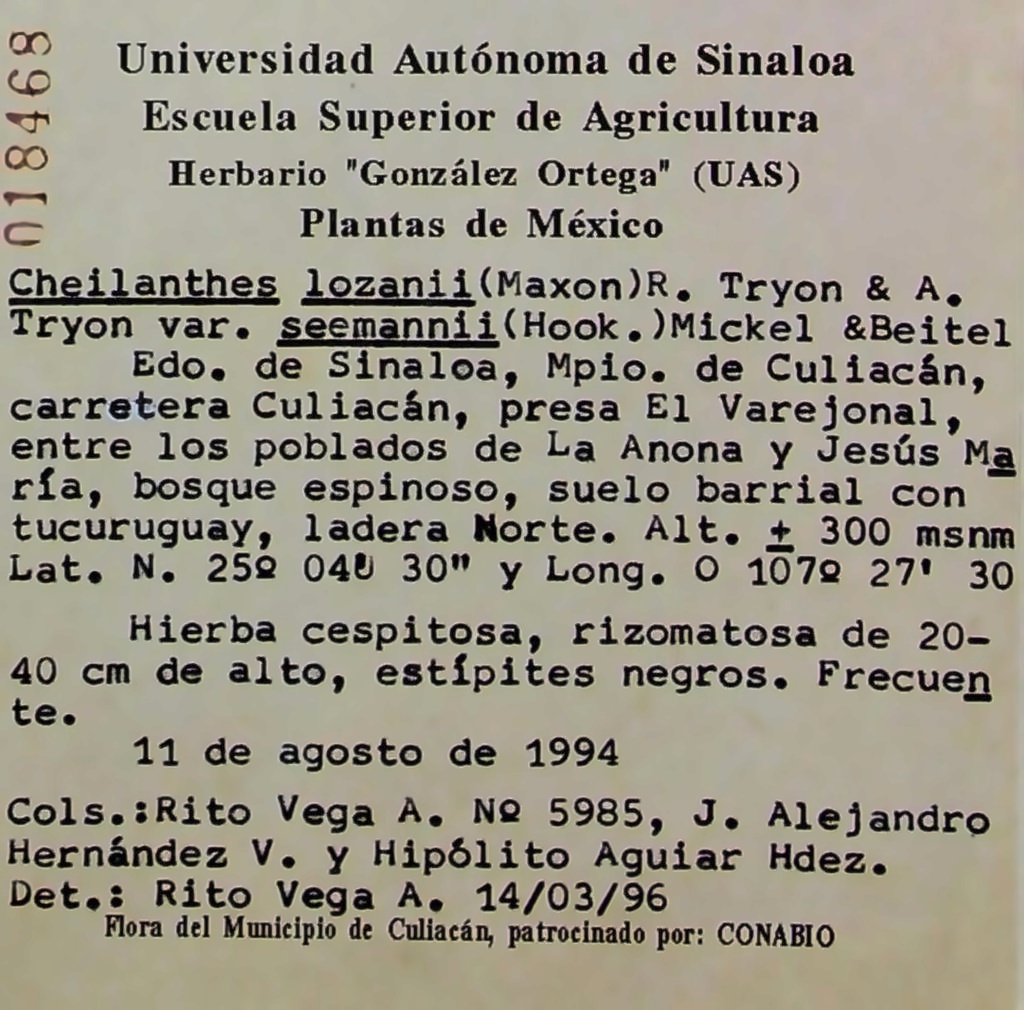 018468
Universidad Autónoma de Sinaloa
Escuela Superior de Agricultura
Herbario "González Ortega" (UAS)
Plantas de México
Cheilanthes lozanii(Maxon)R. Tryon & A.
Tryon var. seemannii(Hook.)Mickel &Beitel
Edo. de Sinaloa, Mpio. de Culiacán,
carretera Culiacán, presa El Varejonal,
entre los poblados de La Anona y Jesús Ma
ría, bosque espinoso, suelo barrial con
tucuruguay, ladera Norte. Alt. ± 300 msnm
Lat. N. 25º 04' 30" y Long. O 107º 27' 30
Hierba cespitosa, rizomatosa de 20-
40 cm de alto, estípites negros. Frecuen
te.
11 de agosto de 1994
Cols.:Rito Vega A. Nº 5985, J. Alejandro
Hernández V. y Hipólito Aguiar Hdez.
Det.: Rito Vega A. 14/03/96
Flora del Municipio de Culiacán, patrocinado por: CONABIO